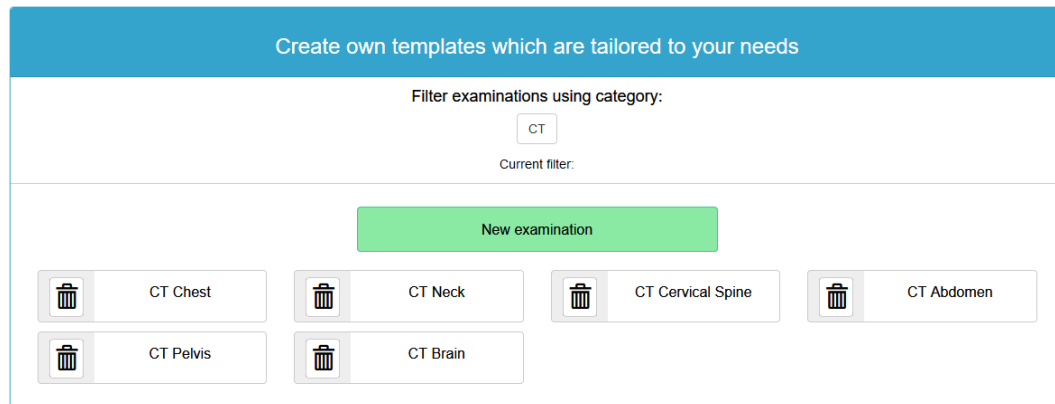 Create own templates which are tailored to your needs
Filter examinations using category:
CT
Current filter:
New examination
CT Chest
CT Neck
CT Cervical Spine
CT Abdomen
CT Pelvis
CT Brain